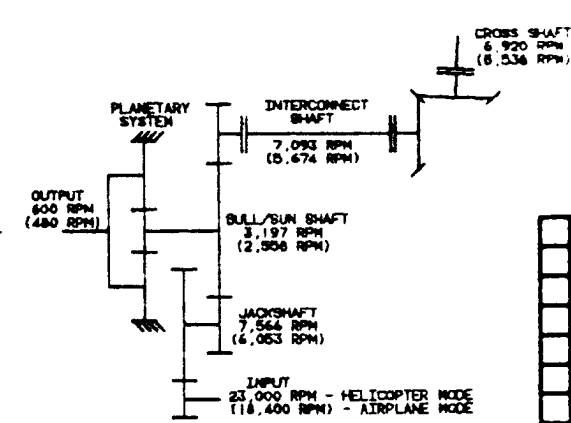 CROSS SHAFT
6,920 RPM
(5,536 RPM)
PLANETARY
SYSTEM
INTERCONNECT
SHAFT
7,093 RPM
(5,674 RPM)
OUTPUT
600 RPM
(480 RPM)
BULL/SUN SHAFT
3,197 RPM
(2,558 RPM)
JACKSHAFT
7,566 RPM
(6,053 RPM)
INPUT
23,000 RPM - HELICOPTER MODE
(18,400 RPM) - AIRPLANE MODE